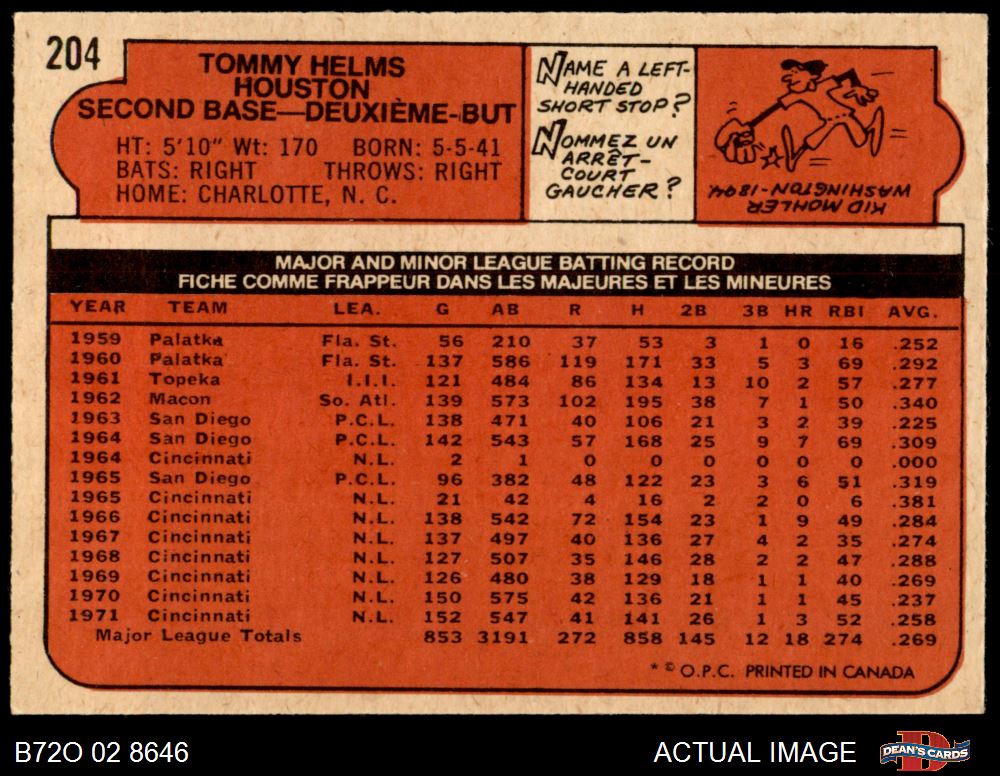 204
TOMMY HELMS
HOUSTON
SECOND BASE—DEUXIÈME-BUT
HT: 5'10" Wt: 170 BORN: 5-5-41
BATS: RIGHT THROWS: RIGHT
HOME: CHARLOTTE, N. C.
NAME A LEFT-
HANDED
SHORT STOP?
NOMMEZ UN
ARRÊT-
COURT
GAUCHER?
KID MOHLER
WASHINGTON-1894
MAJOR AND MINOR LEAGUE BATTING RECORD
FICHE COMME FRAPPEUR DANS LES MAJEURES ET LES MINEURES
YEAR TEAM LEA. G AB R H 2B 3B HR RBI AVG.
1959 Palatka Fla. St. 56 210 37 53 3 1 0 16 .252
1960 Palatka Fla. St. 137 586 119 171 33 5 3 69 .292
1961 Topeka I.I.I. 121 484 86 134 13 10 2 57 .277
1962 Macon So. Atl. 139 573 102 195 38 7 1 50 .340
1963 San Diego P.C.L. 138 471 40 106 21 3 2 39 .225
1964 San Diego P.C.L. 142 543 57 168 25 9 7 69 .309
1964 Cincinnati N.L. 2 1 0 0 0 0 0 0 .000
1965 San Diego P.C.L. 96 382 48 122 23 3 6 51 .319
1965 Cincinnati N.L. 21 42 4 16 2 2 0 6 .381
1966 Cincinnati N.L. 138 542 72 154 23 1 9 49 .284
1967 Cincinnati N.L. 137 497 40 136 27 4 2 35 .274
1968 Cincinnati N.L. 127 507 35 146 28 2 2 47 .288
1969 Cincinnati N.L. 126 480 38 129 18 1 1 40 .269
1970 Cincinnati N.L. 150 575 42 136 21 1 1 45 .237
1971 Cincinnati N.L. 152 547 41 141 26 1 3 52 .258
Major League Totals 853 3191 272 858 145 12 18 274 .269
* © O.P.C. PRINTED IN CANADA
B72O 02 8646
ACTUAL IMAGE
D
DEAN'S CARDS